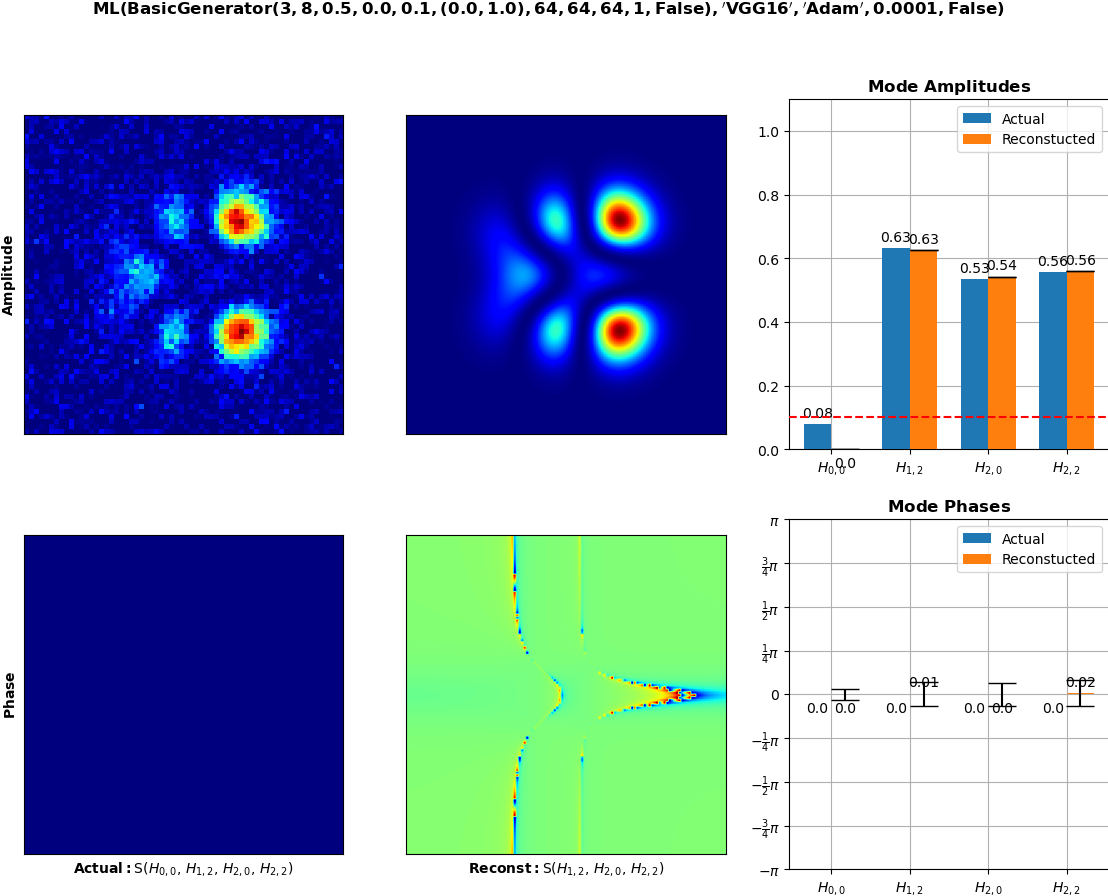 ML(BasicGenerator(3, 8, 0.5, 0.0, 0.1, (0.0, 1.0), 64, 64, 64, 1, False), ′VGG16′, ′Adam′, 0.0001, False)
Amplitude
Mode Amplitudes
Actual
Reconstucted
1.0
0.8
0.6
0.4
0.2
0.0
0.08
0.0
0.63
0.63
0.53
0.54
0.56
0.56
H0,0
H1,2
H2,0
H2,2
Phase
Actual: S(H0,0, H1,2, H2,0, H2,2)
Reconst: S(H1,2, H2,0, H2,2)
Mode Phases
Actual
Reconstucted
π
3/4π
1/2π
1/4π
0
−1/4π
−1/2π
−3/4π
−π
0.0
0.0
0.0
0.01
0.0
0.0
0.0
0.02
H0,0
H1,2
H2,0
H2,2